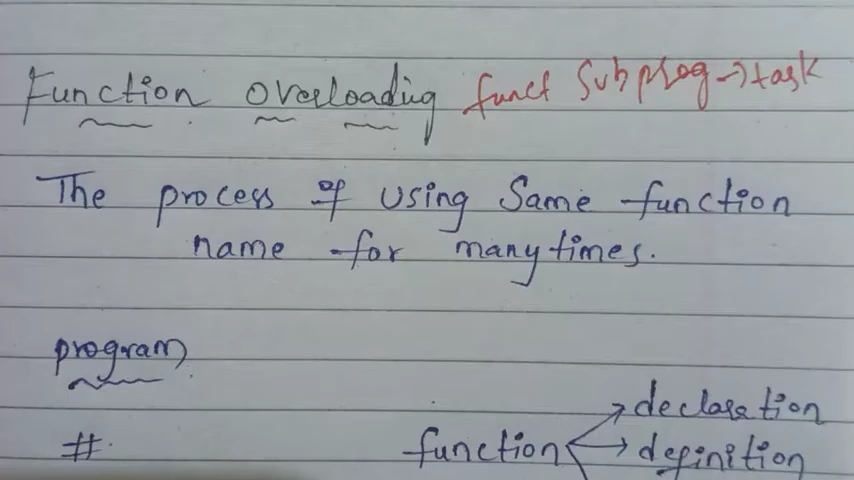 Function overloading funct subprog→task
The process of using same function
name for many times.
program
→declaration
# function →definition